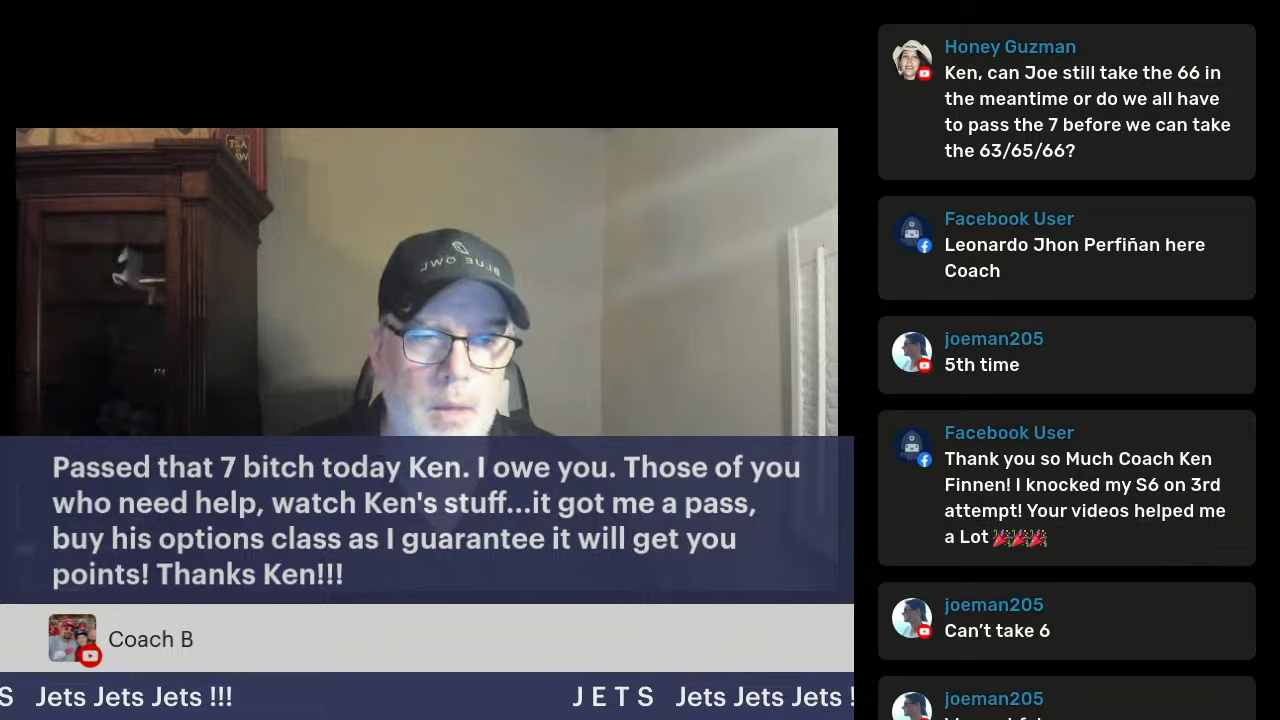 Honey Guzman
Ken, can Joe still take the 66 in
the meantime or do we all have
to pass the 7 before we can take
the 63/65/66?
Facebook User
Leonardo Jhon Perfiñan here
Coach
joeman205
5th time
Facebook User
Thank you so Much Coach Ken
Finnen! I knocked my S6 on 3rd
attempt! Your videos helped me
a Lot 🎉🎉🎉
joeman205
Can’t take 6
joeman205
BLUE OWL
Passed that 7 bitch today Ken. I owe you. Those of you
who need help, watch Ken's stuff...it got me a pass,
buy his options class as I guarantee it will get you
points! Thanks Ken!!!
Coach B
S Jets Jets Jets !!! J E T S Jets Jets Jets !